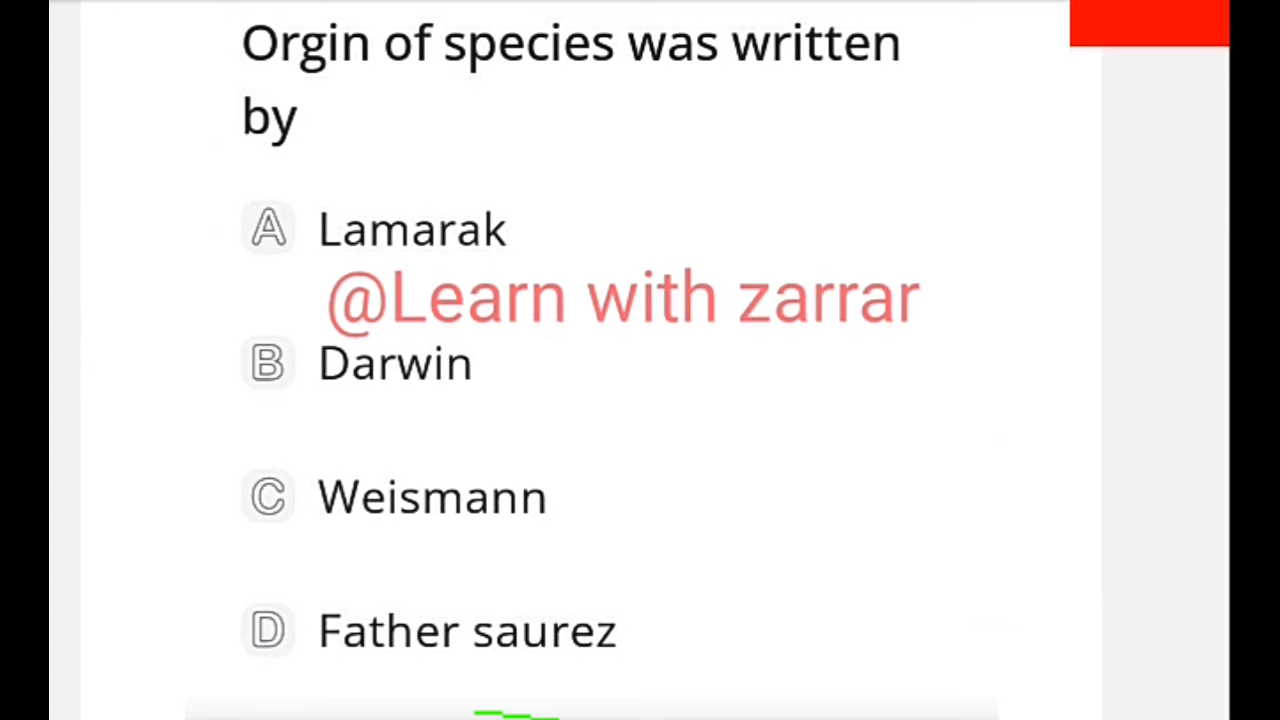 Orgin of species was written
by
A Lamarak
@Learn with zarrar
B Darwin
C Weismann
D Father saurez